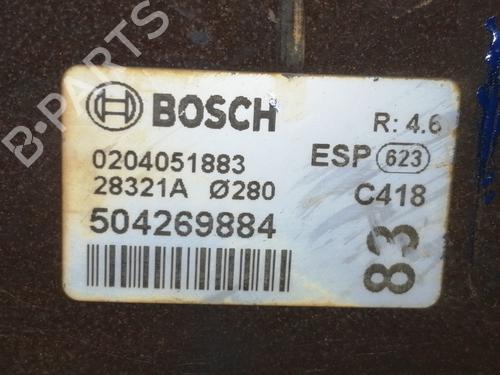 BOSCH R: 4.6
0204051883 ESP 623
28321A Ø280 C418
504269884
83
B-PARTS